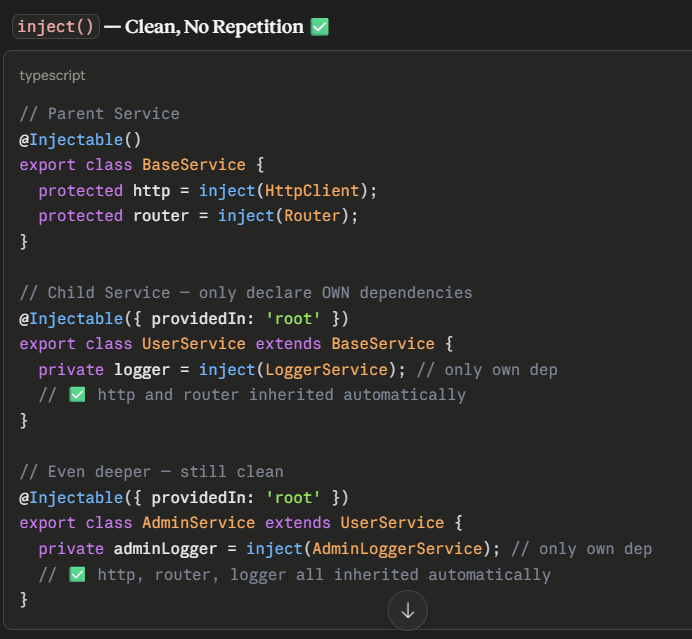 inject() — Clean, No Repetition ✅
typescript
// Parent Service
@Injectable()
export class BaseService {
  protected http = inject(HttpClient);
  protected router = inject(Router);
}
// Child Service — only declare OWN dependencies
@Injectable({ providedIn: 'root' })
export class UserService extends BaseService {
  private logger = inject(LoggerService); // only own dep
  // ✅ http and router inherited automatically
}
// Even deeper — still clean
@Injectable({ providedIn: 'root' })
export class AdminService extends UserService {
  private adminLogger = inject(AdminLoggerService); // only own dep
  // ✅ http, router, logger all inherited automatically
}